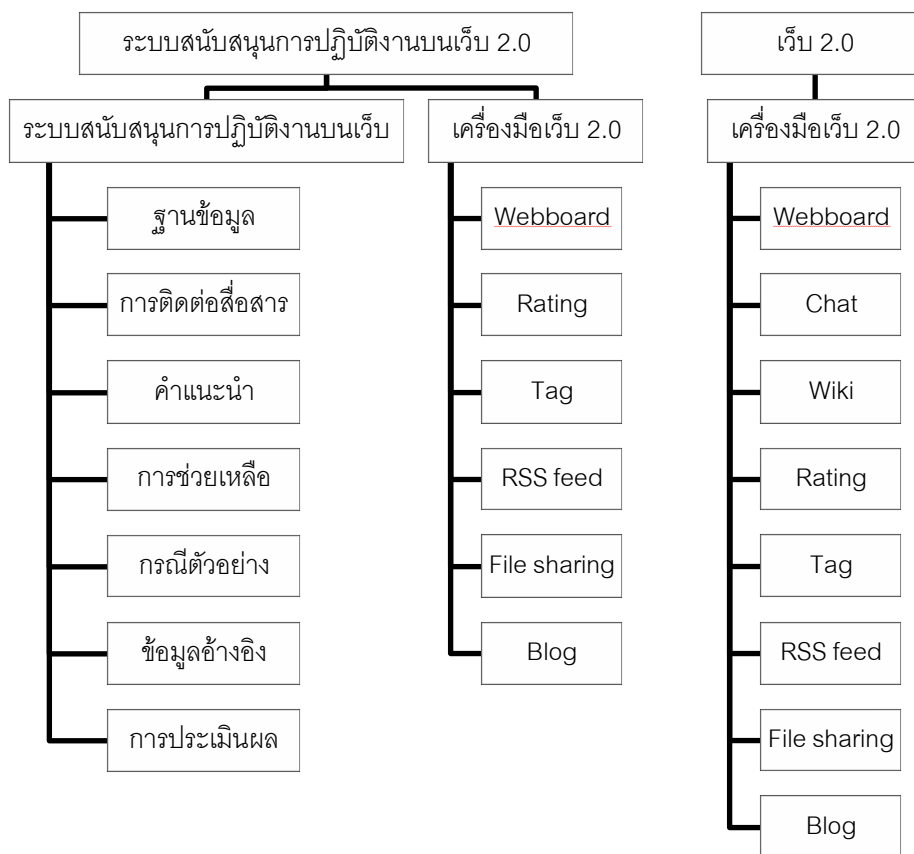 ระบบสนับสนุนการปฏิบัติงานบนเว็บ 2.0
ระบบสนับสนุนการปฏิบัติงานบนเว็บ
ฐานข้อมูล
การติดต่อสื่อสาร
คำแนะนำ
การช่วยเหลือ
กรณีตัวอย่าง
ข้อมูลอ้างอิง
การประเมินผล
เครื่องมือเว็บ 2.0
Webboard
Rating
Tag
RSS feed
File sharing
Blog
เว็บ 2.0
เครื่องมือเว็บ 2.0
Webboard
Chat
Wiki
Rating
Tag
RSS feed
File sharing
Blog